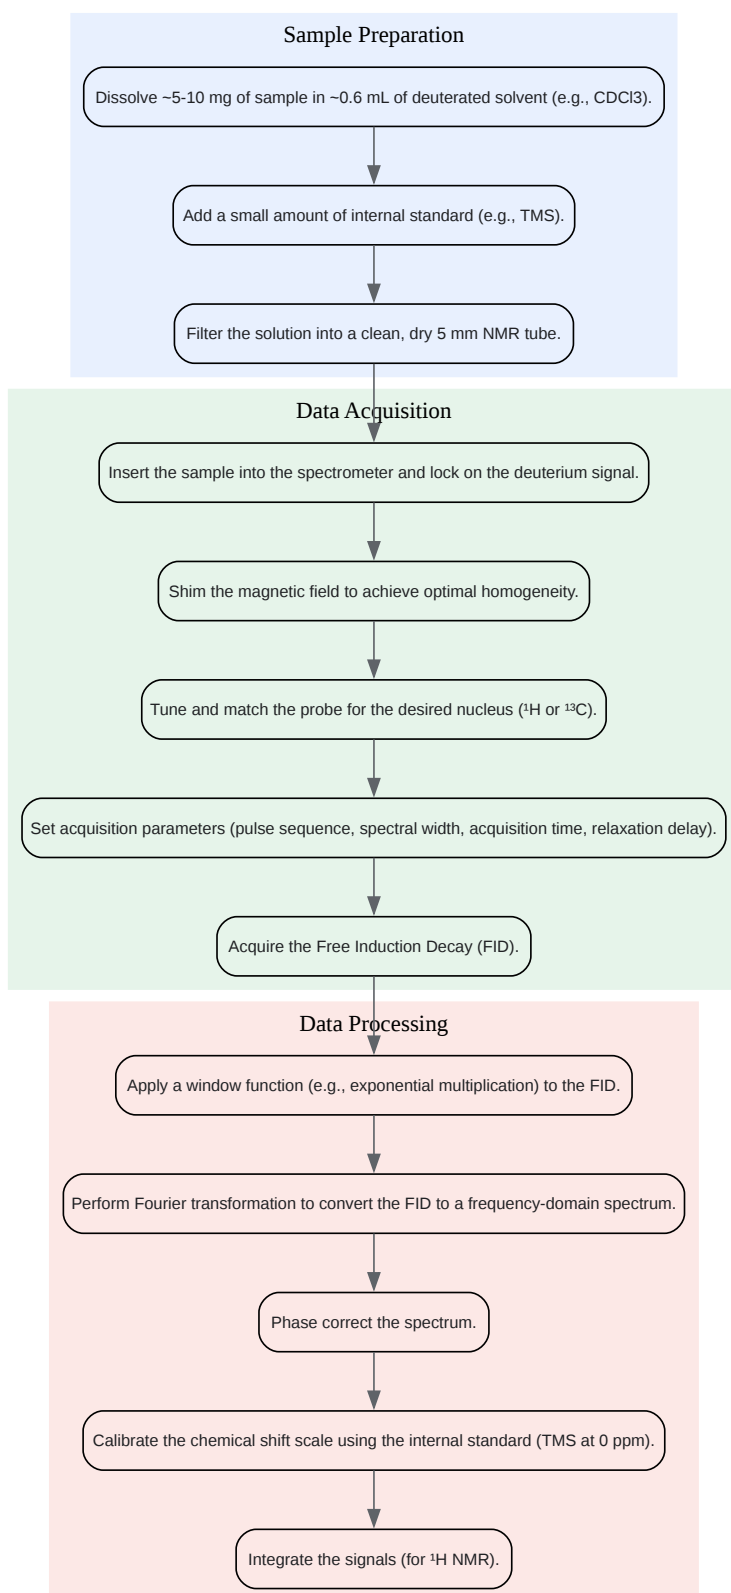 Sample Preparation
Dissolve ~5-10 mg of sample in ~0.6 mL of deuterated solvent (e.g., CDCl3).
Add a small amount of internal standard (e.g., TMS).
Filter the solution into a clean, dry 5 mm NMR tube.
Data Acquisition
Insert the sample into the spectrometer and lock on the deuterium signal.
Shim the magnetic field to achieve optimal homogeneity.
Tune and match the probe for the desired nucleus (¹H or ¹³C).
Set acquisition parameters (pulse sequence, spectral width, acquisition time, relaxation delay).
Acquire the Free Induction Decay (FID).
Data Processing
Apply a window function (e.g., exponential multiplication) to the FID.
Perform Fourier transformation to convert the FID to a frequency-domain spectrum.
Phase correct the spectrum.
Calibrate the chemical shift scale using the internal standard (TMS at 0 ppm).
Integrate the signals (for ¹H NMR).